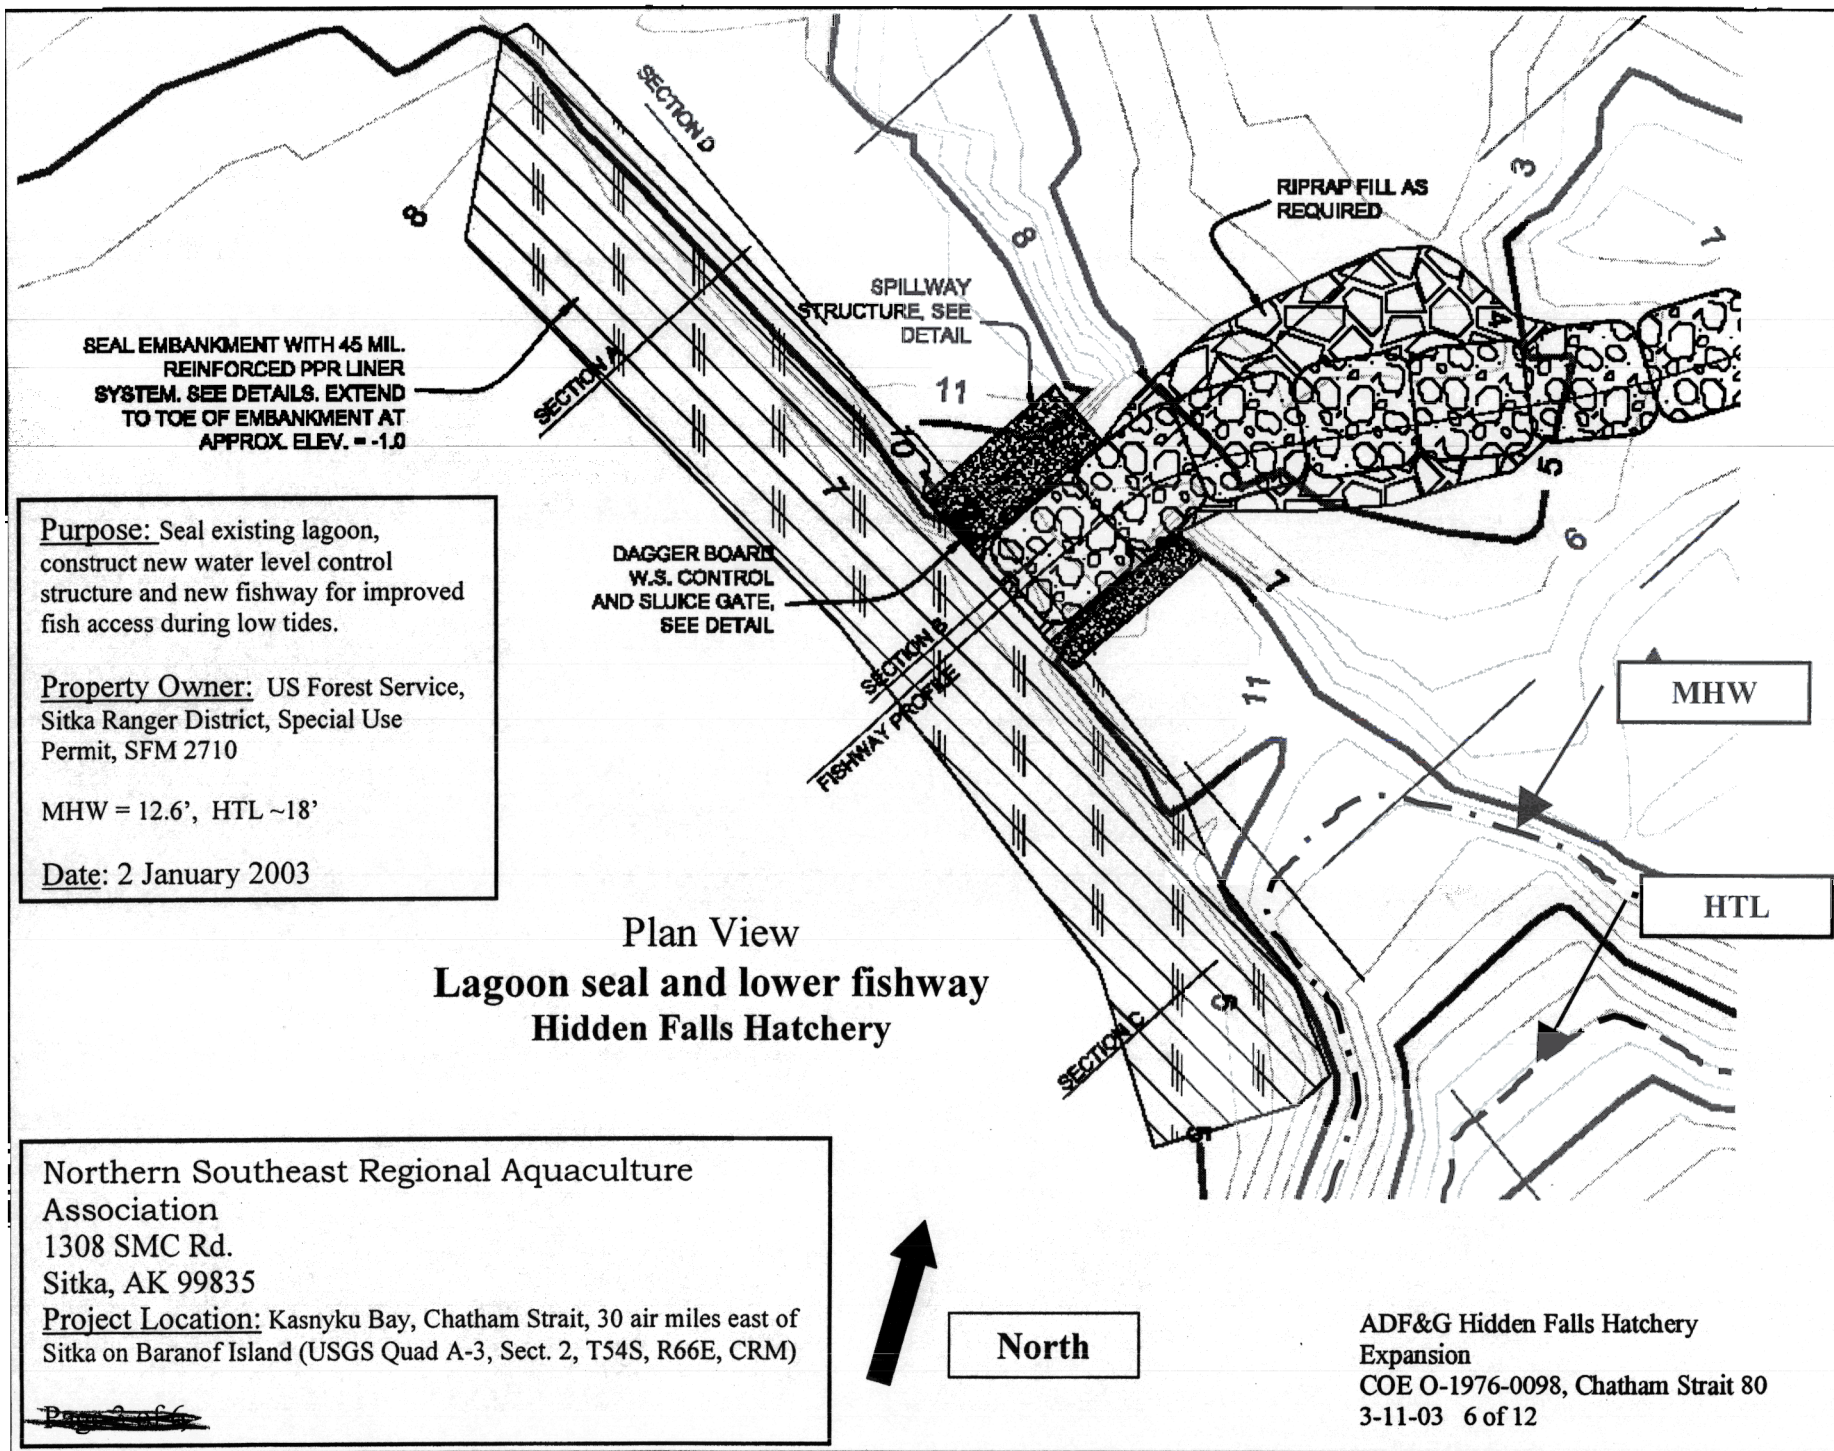 SECTION D
8
3
7
RIPRAP FILL AS
REQUIRED
8
SPILLWAY
STRUCTURE, SEE
DETAIL
4
SEAL EMBANKMENT WITH 45 MIL.
REINFORCED PPR LINER
SYSTEM. SEE DETAILS. EXTEND
TO TOE OF EMBANKMENT AT
APPROX. ELEV. = -1.0
SECTION A
11
10
7
5
6
7
11
DAGGER BOARD
W.S. CONTROL
AND SLUICE GATE,
SEE DETAIL
SECTION B
FISHWAY PROFILE
MHW
HTL
Purpose: Seal existing lagoon,
construct new water level control
structure and new fishway for improved
fish access during low tides.
Property Owner: US Forest Service,
Sitka Ranger District, Special Use
Permit, SFM 2710
MHW = 12.6’, HTL ~18’
Date: 2 January 2003
Plan View
Lagoon seal and lower fishway
Hidden Falls Hatchery
SECTION C
5
5
Northern Southeast Regional Aquaculture
Association
1308 SMC Rd.
Sitka, AK 99835
Project Location: Kasnyku Bay, Chatham Strait, 30 air miles east of
Sitka on Baranof Island (USGS Quad A-3, Sect. 2, T54S, R66E, CRM)
North
ADF&G Hidden Falls Hatchery
Expansion
COE O-1976-0098, Chatham Strait 80
3-11-03 6 of 12